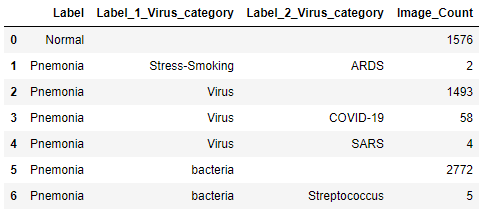 Label Label_1_Virus_category Label_2_Virus_category Image_Count
0 Normal 1576
1 Pnemonia Stress-Smoking ARDS 2
2 Pnemonia Virus 1493
3 Pnemonia Virus COVID-19 58
4 Pnemonia Virus SARS 4
5 Pnemonia bacteria 2772
6 Pnemonia bacteria Streptococcus 5